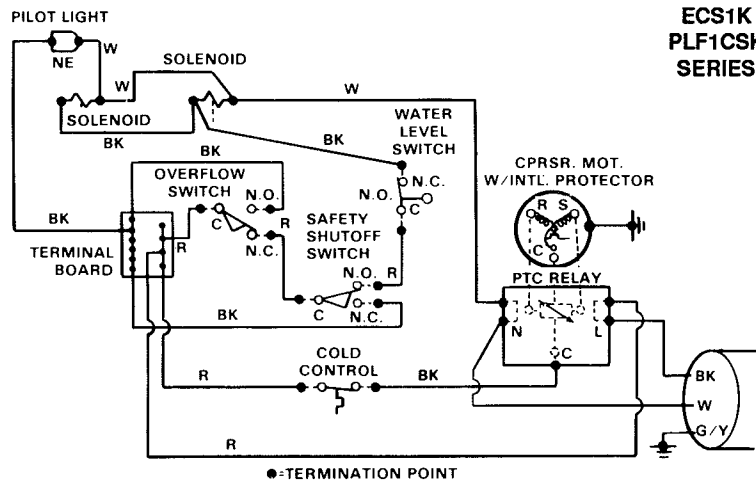 ECS1K
PLF1CSK
SERIES
PILOT LIGHT
NE
W
SOLENOID
W
W
SOLENOID
BK
WATER
LEVEL
SWITCH
BK
BK
OVERFLOW
SWITCH
N.O.
N.C.
N.O.
C
CPRSR. MOT.
W/INTL. PROTECTOR
R S
C
BK
R
C
N.C.
R
SAFETY
SHUTOFF
SWITCH
TERMINAL
BOARD
N.O.
R
C
N.C.
PTC RELAY
N
L
C
BK
COLD
CONTROL
R
BK
BK
W
G/Y
R
●=TERMINATION POINT